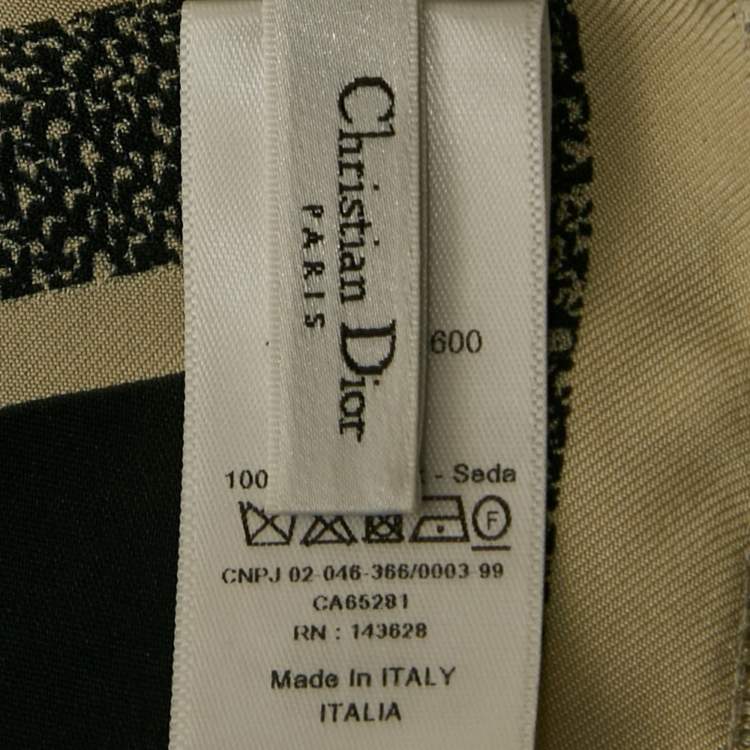 Christian Dior
PARIS
600
100 - Seda
F
CNPJ 02-046-366/0003-99
CA65281
RN : 143628
Made In ITALY
ITALIA